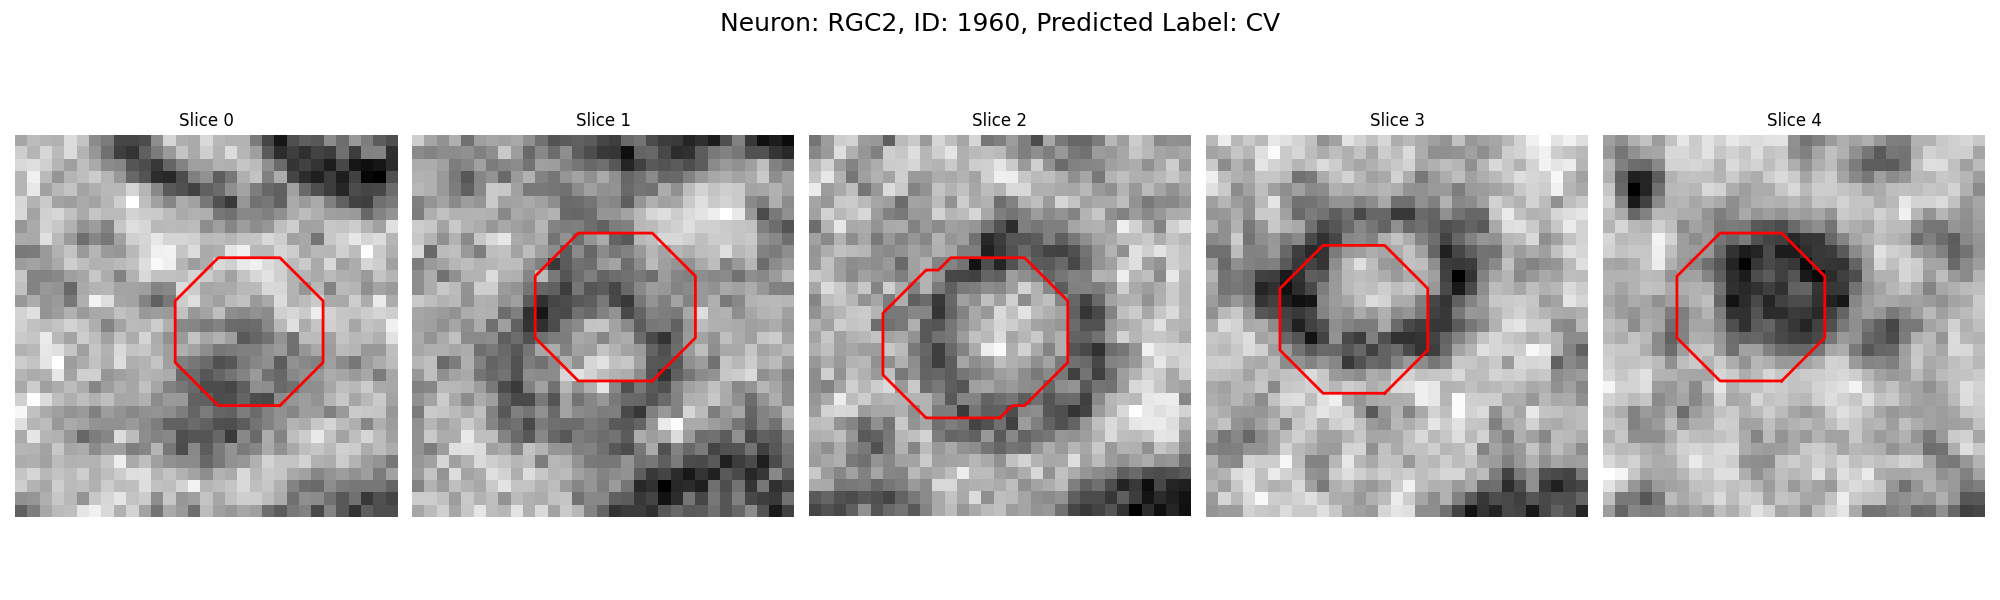 Neuron: RGC2, ID: 1960, Predicted Label: CV
Slice 0
Slice 1
Slice 2
Slice 3
Slice 4